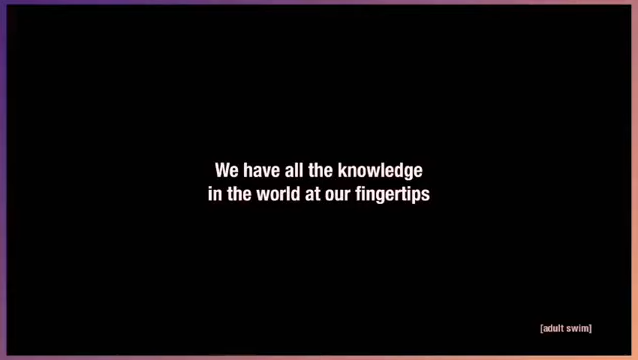 We have all the knowledge
in the world at our fingertips
[adult swim]